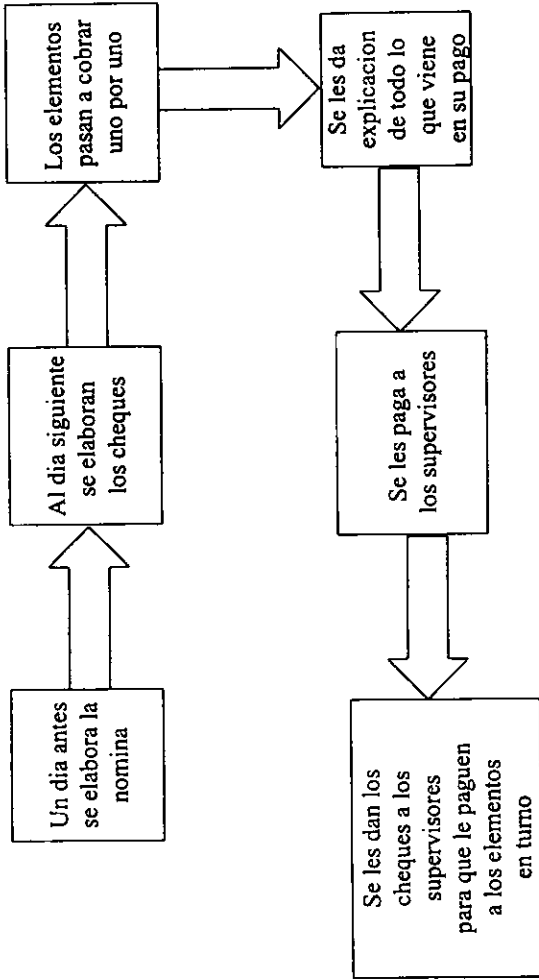 Un dia antes
se elabora la
nomina
Al dia siguiente
se elaboran
los cheques
Los elementos
pasan a cobrar
uno por uno
Se les da
explicacion
de todo lo
que viene
en su pago
Se les paga a
los supervisores
Se les dan los
cheques a los
supervisores
para que le paguen
a los elementos
en turno